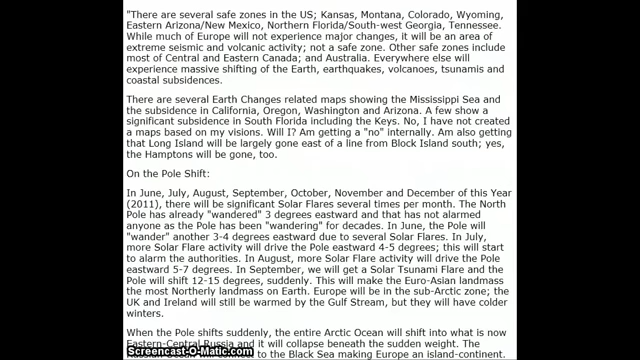 "There are several safe zones in the US; Kansas, Montana, Colorado, Wyoming,
Eastern Arizona/New Mexico, Northern Florida/South-west Georgia, Tennessee.
While much of Europe will not experience major changes, it will be an area of
extreme seismic and volcanic activity; not a safe zone. Other safe zones include
most of Central and Eastern Canada; and Australia. Everywhere else will
experience massive shifting of the Earth, earthquakes, volcanoes, tsunamis and
coastal subsidences.
There are several Earth Changes related maps showing the Mississippi Sea and
the subsidence in California, Oregon, Washington and Arizona. A few show a
significant subsidence in South Florida including the Keys. No, I have not created
a maps based on my visions. Will I? Am getting a "no" internally. Am also getting
that Long Island will be largely gone east of a line from Block Island south; yes,
the Hamptons will be gone, too.
On the Pole Shift:
In June, July, August, September, October, November and December of this Year
(2011), there will be significant Solar Flares several times per month. The North
Pole has already "wandered" 3 degrees eastward and that has not alarmed
anyone as the Pole has been "wandering" for decades. In June, the Pole will
"wander" another 3-4 degrees eastward due to several Solar Flares. In July,
more Solar Flare activity will drive the Pole eastward 4-5 degrees; this will start
to alarm the authorities. In August, more Solar Flare activity will drive the Pole
eastward 5-7 degrees. In September, we will get a Solar Tsunami Flare and the
Pole will shift 12-15 degrees, suddenly. This will make the Euro-Asian landmass
the most Northerly landmass on Earth. Europe will be in the sub-Arctic zone; the
UK and Ireland will still be warmed by the Gulf Stream, but they will have colder
winters.
When the Pole shifts suddenly, the entire Arctic Ocean will shift into what is now
Eastern-Central Russia and it will collapse beneath the sudden weight. The
to the Black Sea making Europe an island-continent.
Screencast-O-Matic.com